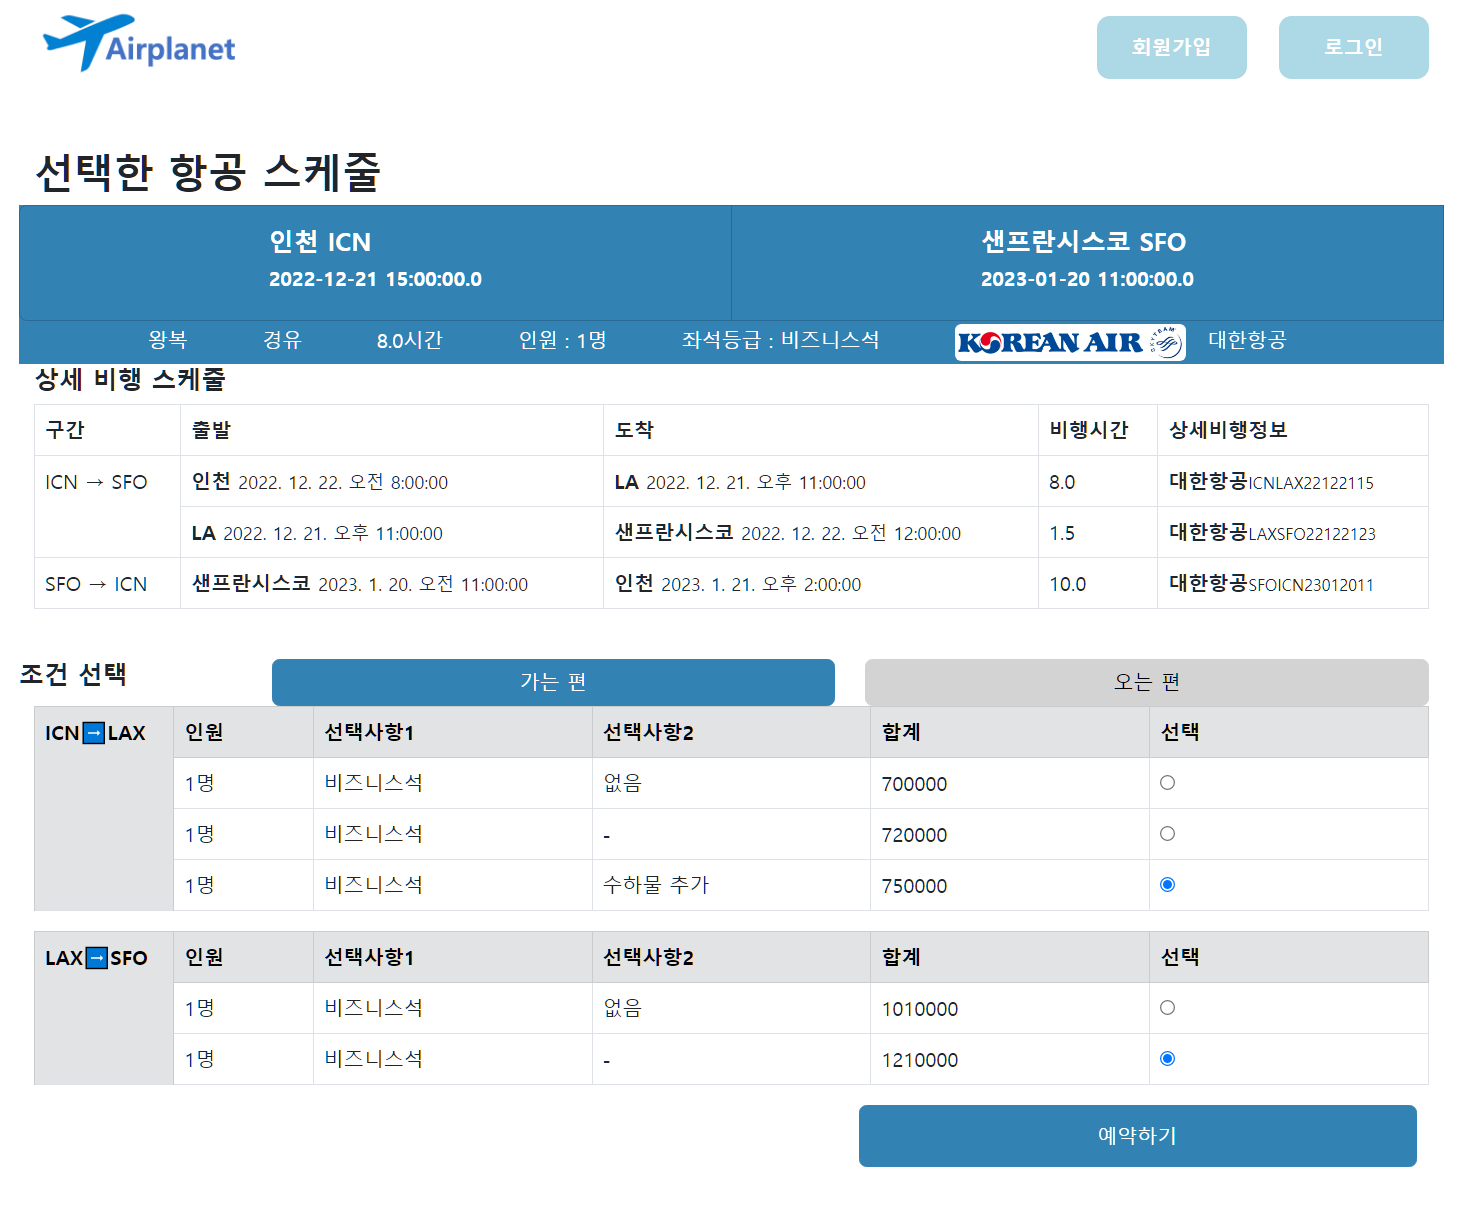 Airplanet
회원가입 로그인
선택한 항공 스케줄
인천 ICN 샌프란시스코 SFO
2022-12-21 15:00:00.0 2023-01-20 11:00:00.0
왕복 경유 8.0시간 인원 : 1명 좌석등급 : 비즈니스석 KOREAN AIR SKYTEAM 대한항공
상세 비행 스케줄
구간 출발 도착 비행시간 상세비행정보
ICN → SFO 인천 2022. 12. 22. 오전 8:00:00 LA 2022. 12. 21. 오후 11:00:00 8.0 대한항공ICNLAX22122115
LA 2022. 12. 21. 오후 11:00:00 샌프란시스코 2022. 12. 22. 오전 12:00:00 1.5 대한항공LAXSFO22122123
SFO → ICN 샌프란시스코 2023. 1. 20. 오전 11:00:00 인천 2023. 1. 21. 오후 2:00:00 10.0 대한항공SFOICN23012011
조건 선택 가는 편 오는 편
ICN➡LAX 인원 선택사항1 선택사항2 합계 선택
1명 비즈니스석 없음 700000
1명 비즈니스석 - 720000
1명 비즈니스석 수하물 추가 750000
LAX➡SFO 인원 선택사항1 선택사항2 합계 선택
1명 비즈니스석 없음 1010000
1명 비즈니스석 - 1210000
예약하기